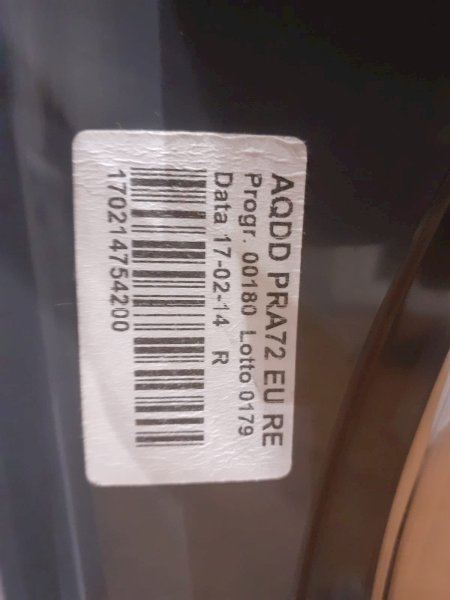 AQDD PRA72 EU RE
Progr. 00180 Lotto 0179
Data 17-02-14 R
170214754200